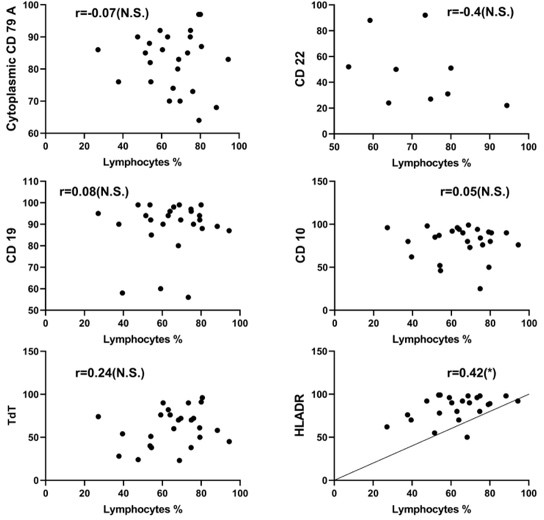 r=-0.07(N.S.)
Cytoplasmic CD 79 A
100
90
80
70
60
0 20 40 60 80 100
Lymphocytes %
r=-0.4(N.S.)
CD 22
100
80
60
40
20
0
50 60 70 80 90 100
Lymphocytes %
r=0.08(N.S.)
CD 19
110
100
90
80
70
60
50
0 20 40 60 80 100
Lymphocytes %
r=0.05(N.S.)
CD 10
150
100
50
0
0 20 40 60 80 100
Lymphocytes %
r=0.24(N.S.)
TdT
150
100
50
0
0 20 40 60 80 100
Lymphocytes %
r=0.42(*)
HLADR
150
100
50
0
0 20 40 60 80 100
Lymphocytes %